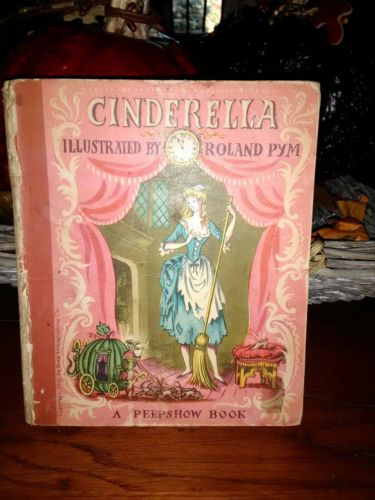 CINDERELLA
ILLUSTRATED BY ROLAND PYM
A PEEPSHOW BOOK